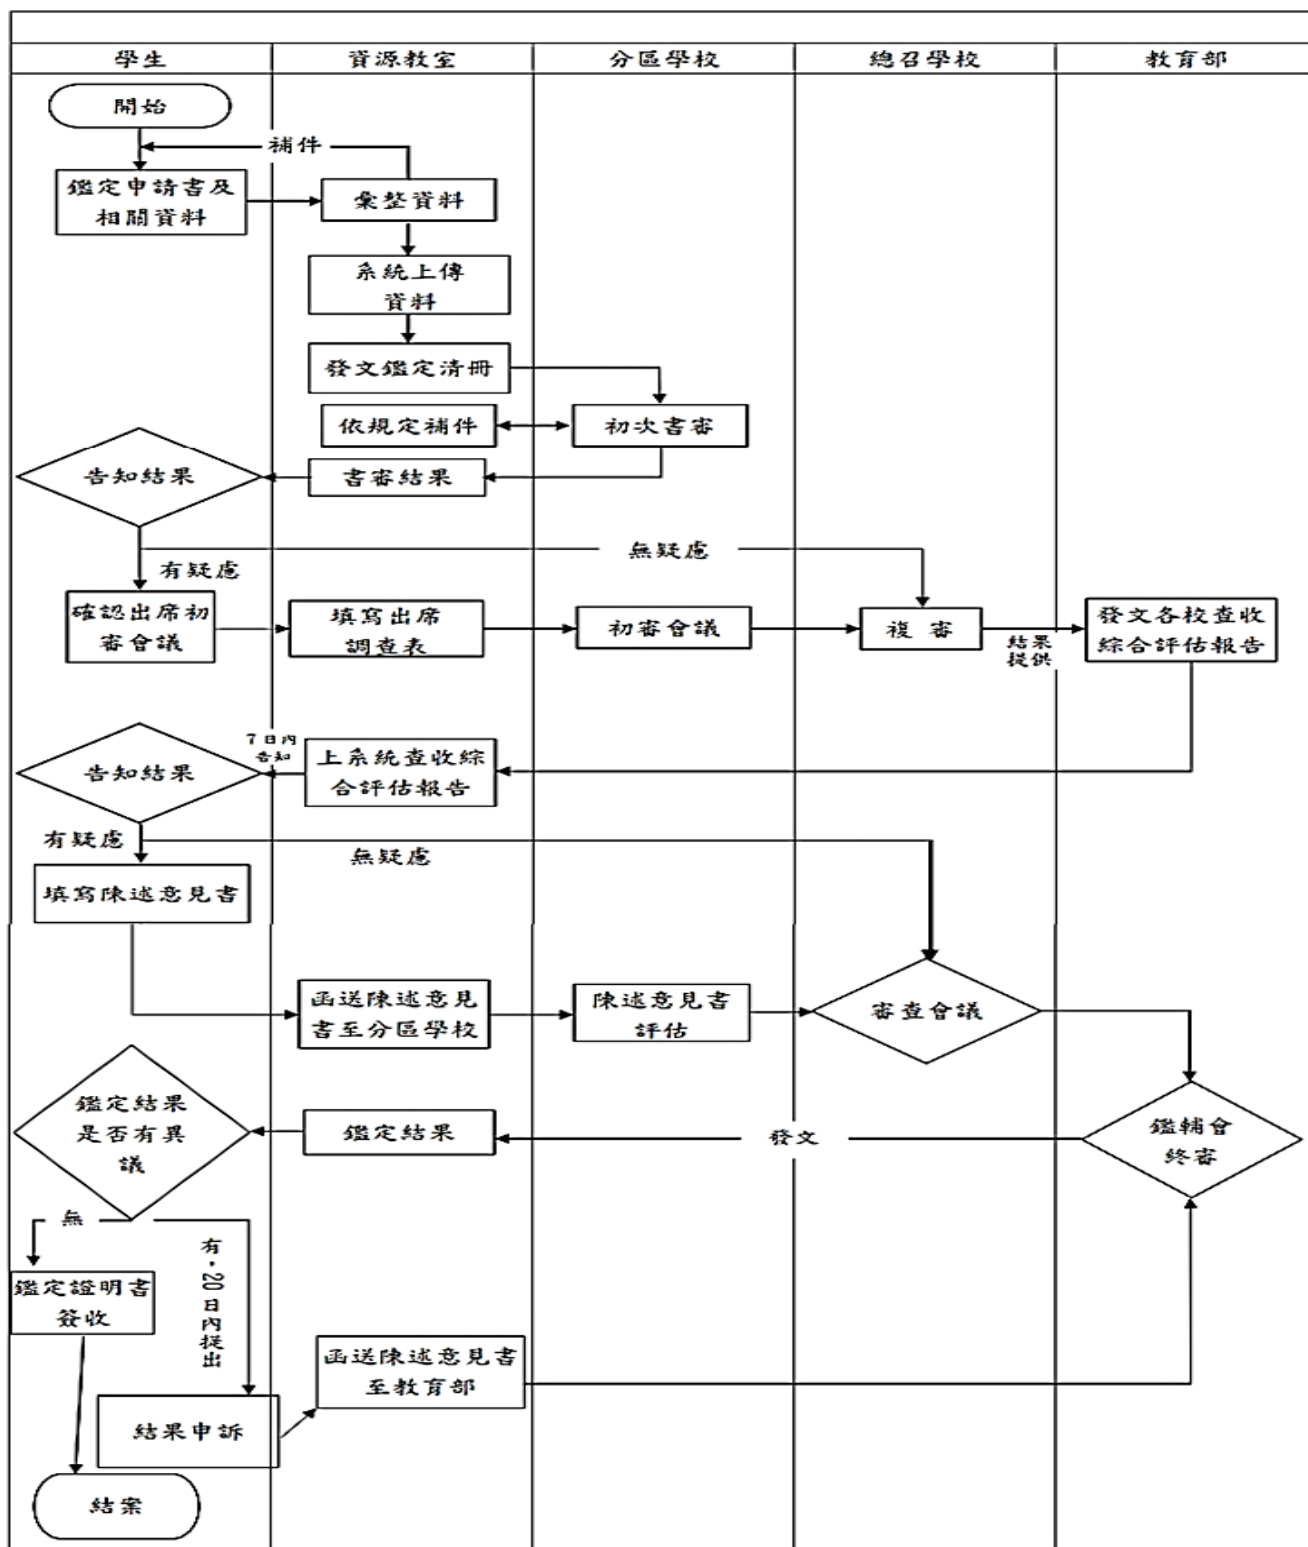 學生 資源教室 分區學校 總召學校 教育部
開始
補件
鑑定申請書及
相關資料
彙整資料
系統上傳
資料
發文鑑定清冊
依規定補件
初次書審
告知結果
書審結果
無疑慮
有疑慮
確認出席初
審會議
填寫出席
調查表
初審會議
複審
結果
提供
發文各校查收
綜合評估報告
告知結果
7日內
告知
上系統查收綜
合評估報告
有疑慮
無疑慮
填寫陳述意見書
函送陳述意見
書至分區學校
陳述意見書
評估
審查會議
鑑定結果
是否有異
議
鑑定結果
發文
鑑輔會
終審
無
有,20日內提出
鑑定證明書
簽收
函送陳述意見書
至教育部
結果申訴
結案